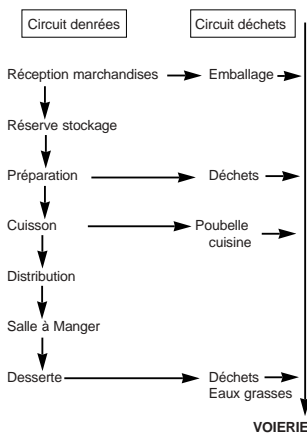 Circuit denrées Circuit déchets
Réception marchandises Emballage
Réserve stockage
Préparation Déchets
Cuisson Poubelle
cuisine
Distribution
Salle à Manger
Desserte Déchets
Eaux grasses
VOIERIE